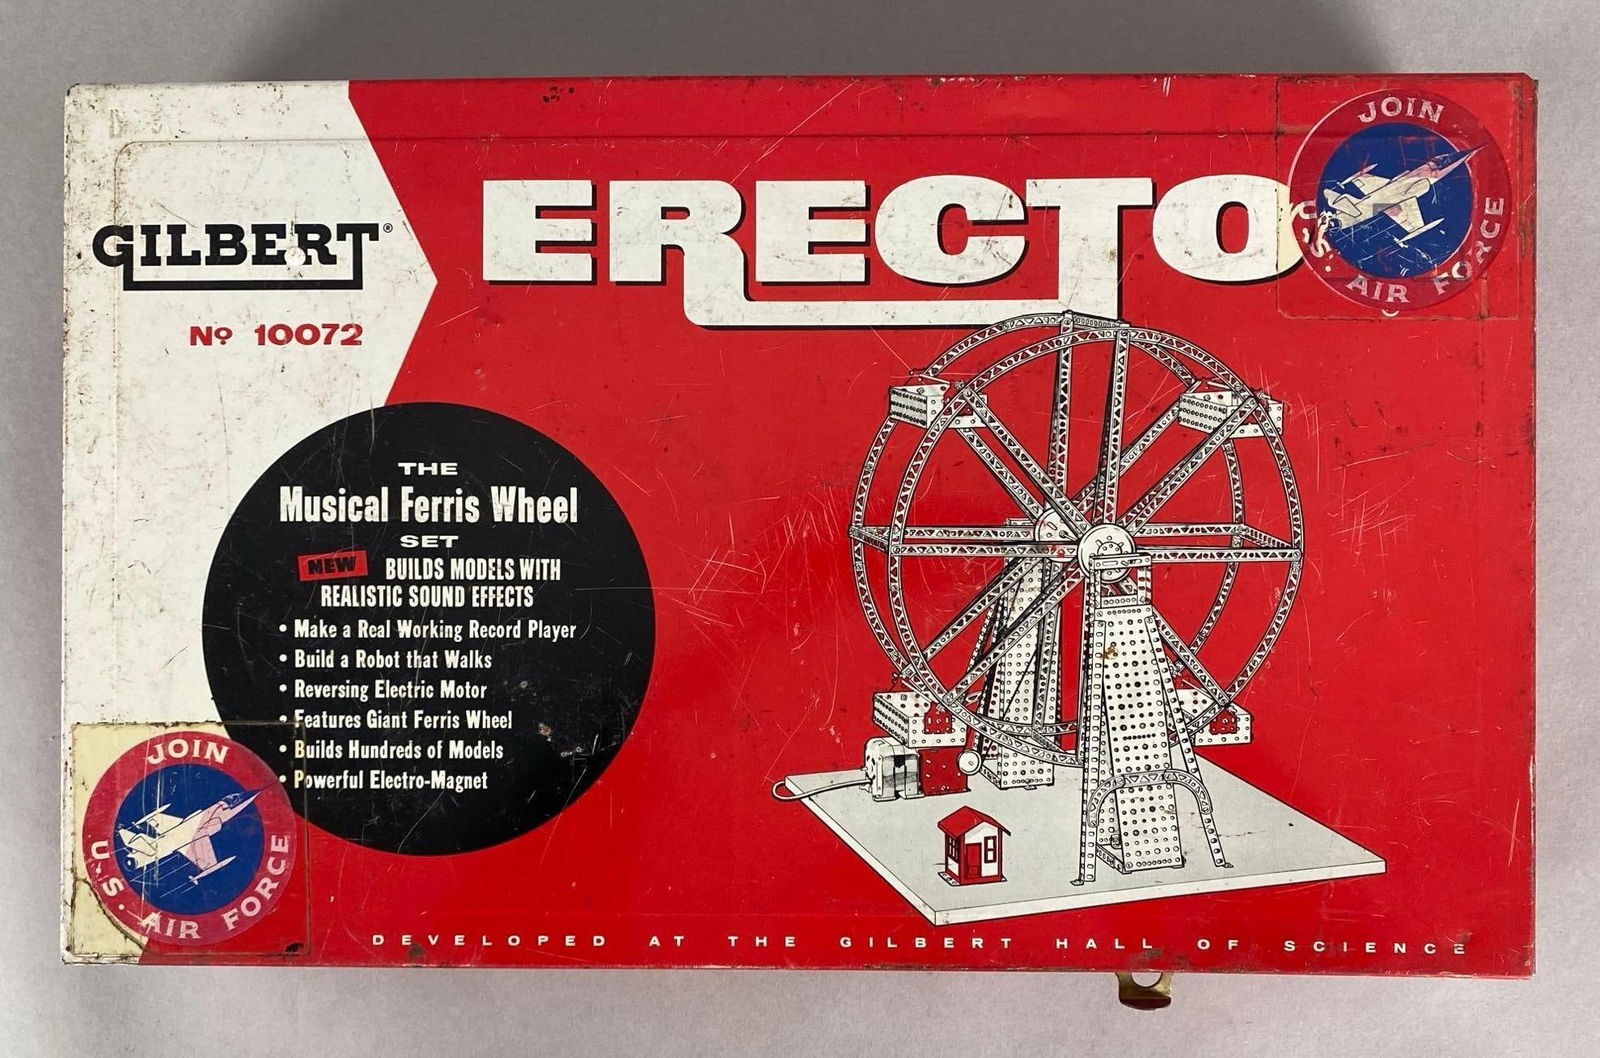 GILBERT®
No 10072
ERECTO
JOIN
U.S. AIR FORCE
THE
Musical Ferris Wheel
SET
NEW BUILDS MODELS WITH
REALISTIC SOUND EFFECTS
• Make a Real Working Record Player
• Build a Robot that Walks
• Reversing Electric Motor
• Features Giant Ferris Wheel
• Builds Hundreds of Models
• Powerful Electro-Magnet
JOIN
U.S. AIR FORCE
DEVELOPED AT THE GILBERT HALL OF SCIENCE